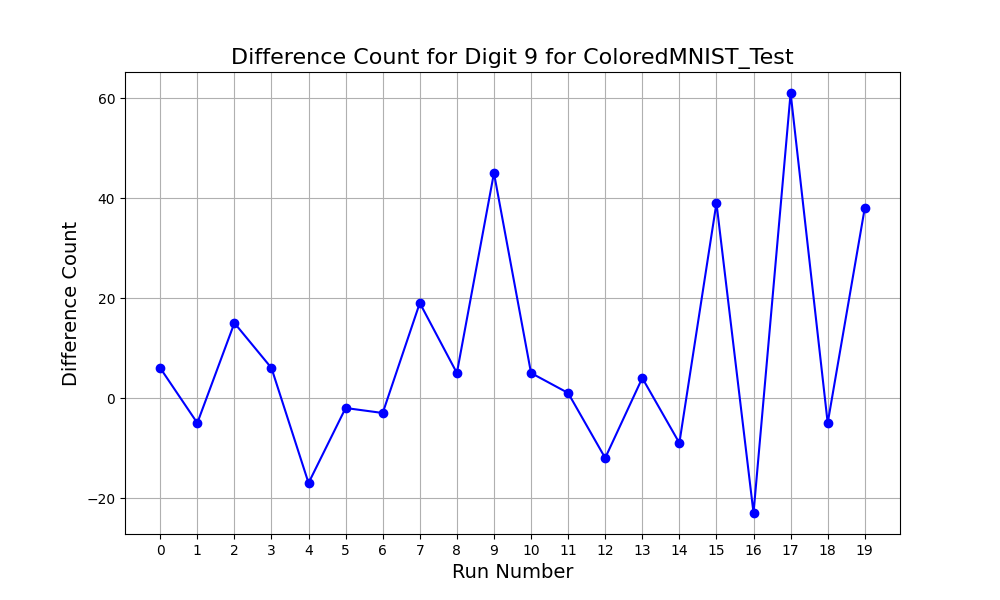 Difference Count for Digit 9 for ColoredMNIST_Test
Difference Count
60
40
20
0
−20
0 1 2 3 4 5 6 7 8 9 10 11 12 13 14 15 16 17 18 19
Run Number